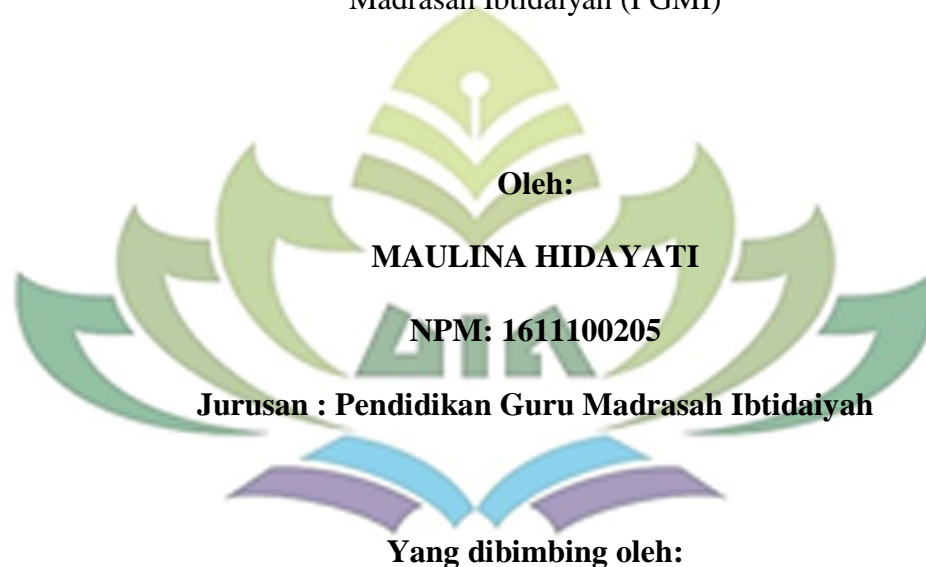 Madrasah Ibtidaiyah (PGMI)
Oleh:
MAULINA HIDAYATI
NPM: 1611100205
Jurusan : Pendidikan Guru Madrasah Ibtidaiyah
Yang dibimbing oleh: